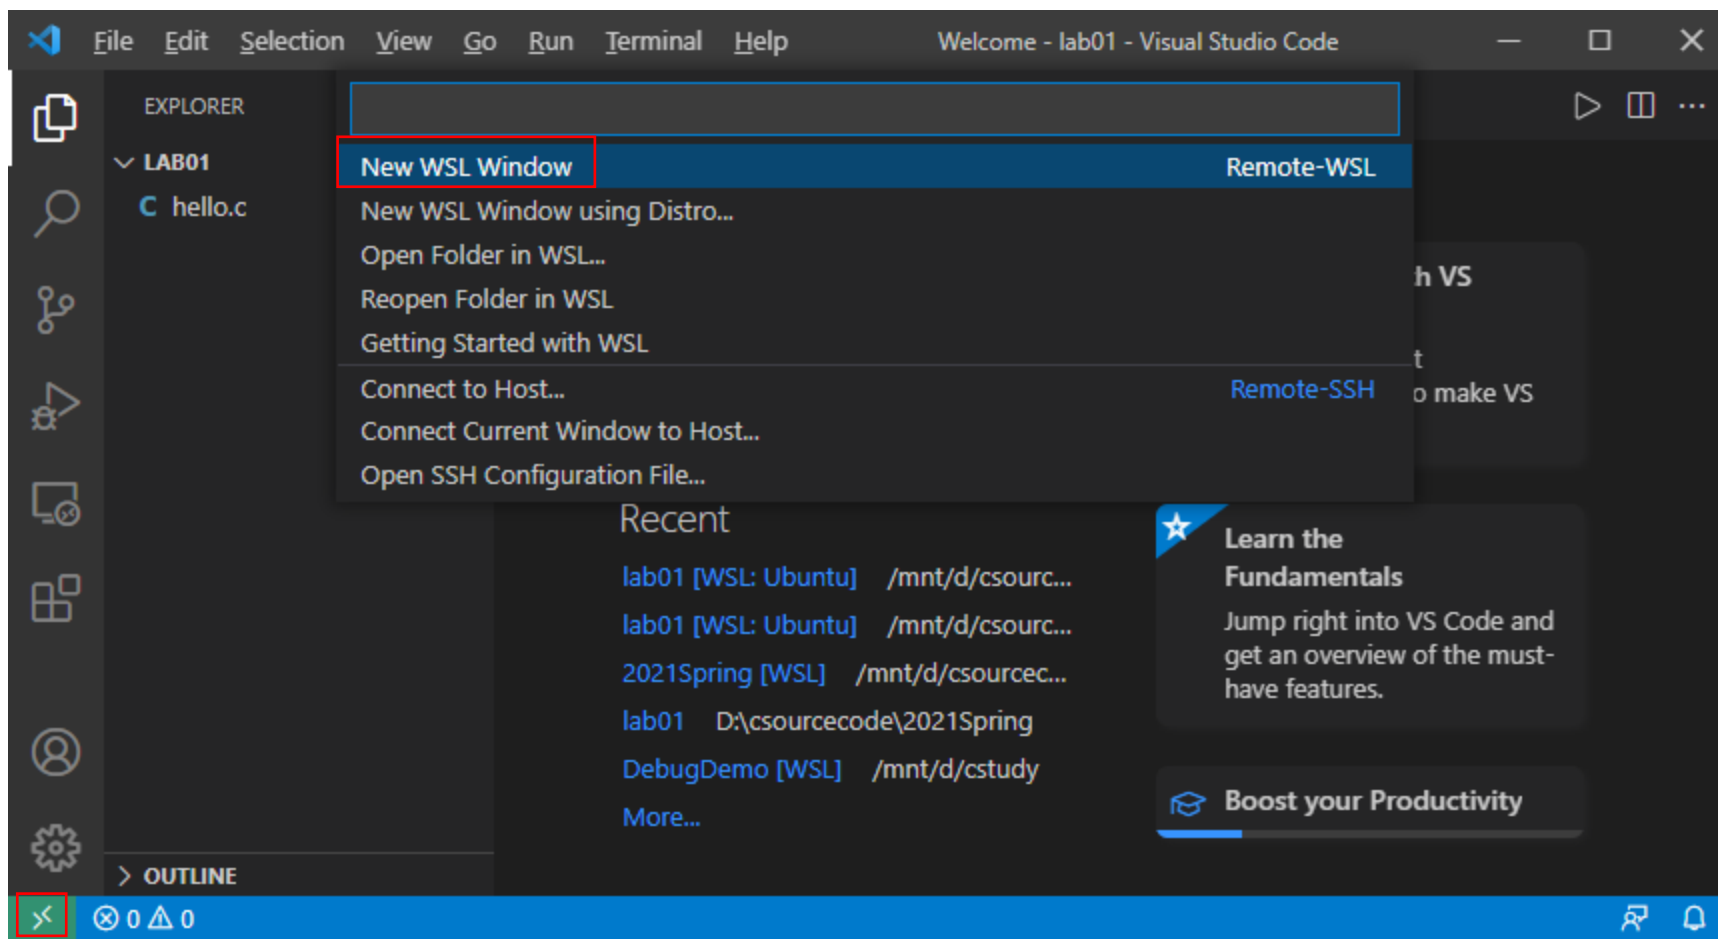 File Edit Selection View Go Run Terminal Help Welcome - lab01 - Visual Studio Code
EXPLORER
LAB01
C hello.c
New WSL Window Remote-WSL
New WSL Window using Distro...
Open Folder in WSL...
Reopen Folder in WSL
Getting Started with WSL
Connect to Host... Remote-SSH
Connect Current Window to Host...
Open SSH Configuration File...
h VS
t
o make VS
Recent
lab01 [WSL: Ubuntu] /mnt/d/csourc...
lab01 [WSL: Ubuntu] /mnt/d/csourc...
2021Spring [WSL] /mnt/d/csourcec...
lab01 D:\csourcecode\2021Spring
DebugDemo [WSL] /mnt/d/cstudy
More...
Learn the
Fundamentals
Jump right into VS Code and
get an overview of the must-
have features.
Boost your Productivity
OUTLINE
0 0